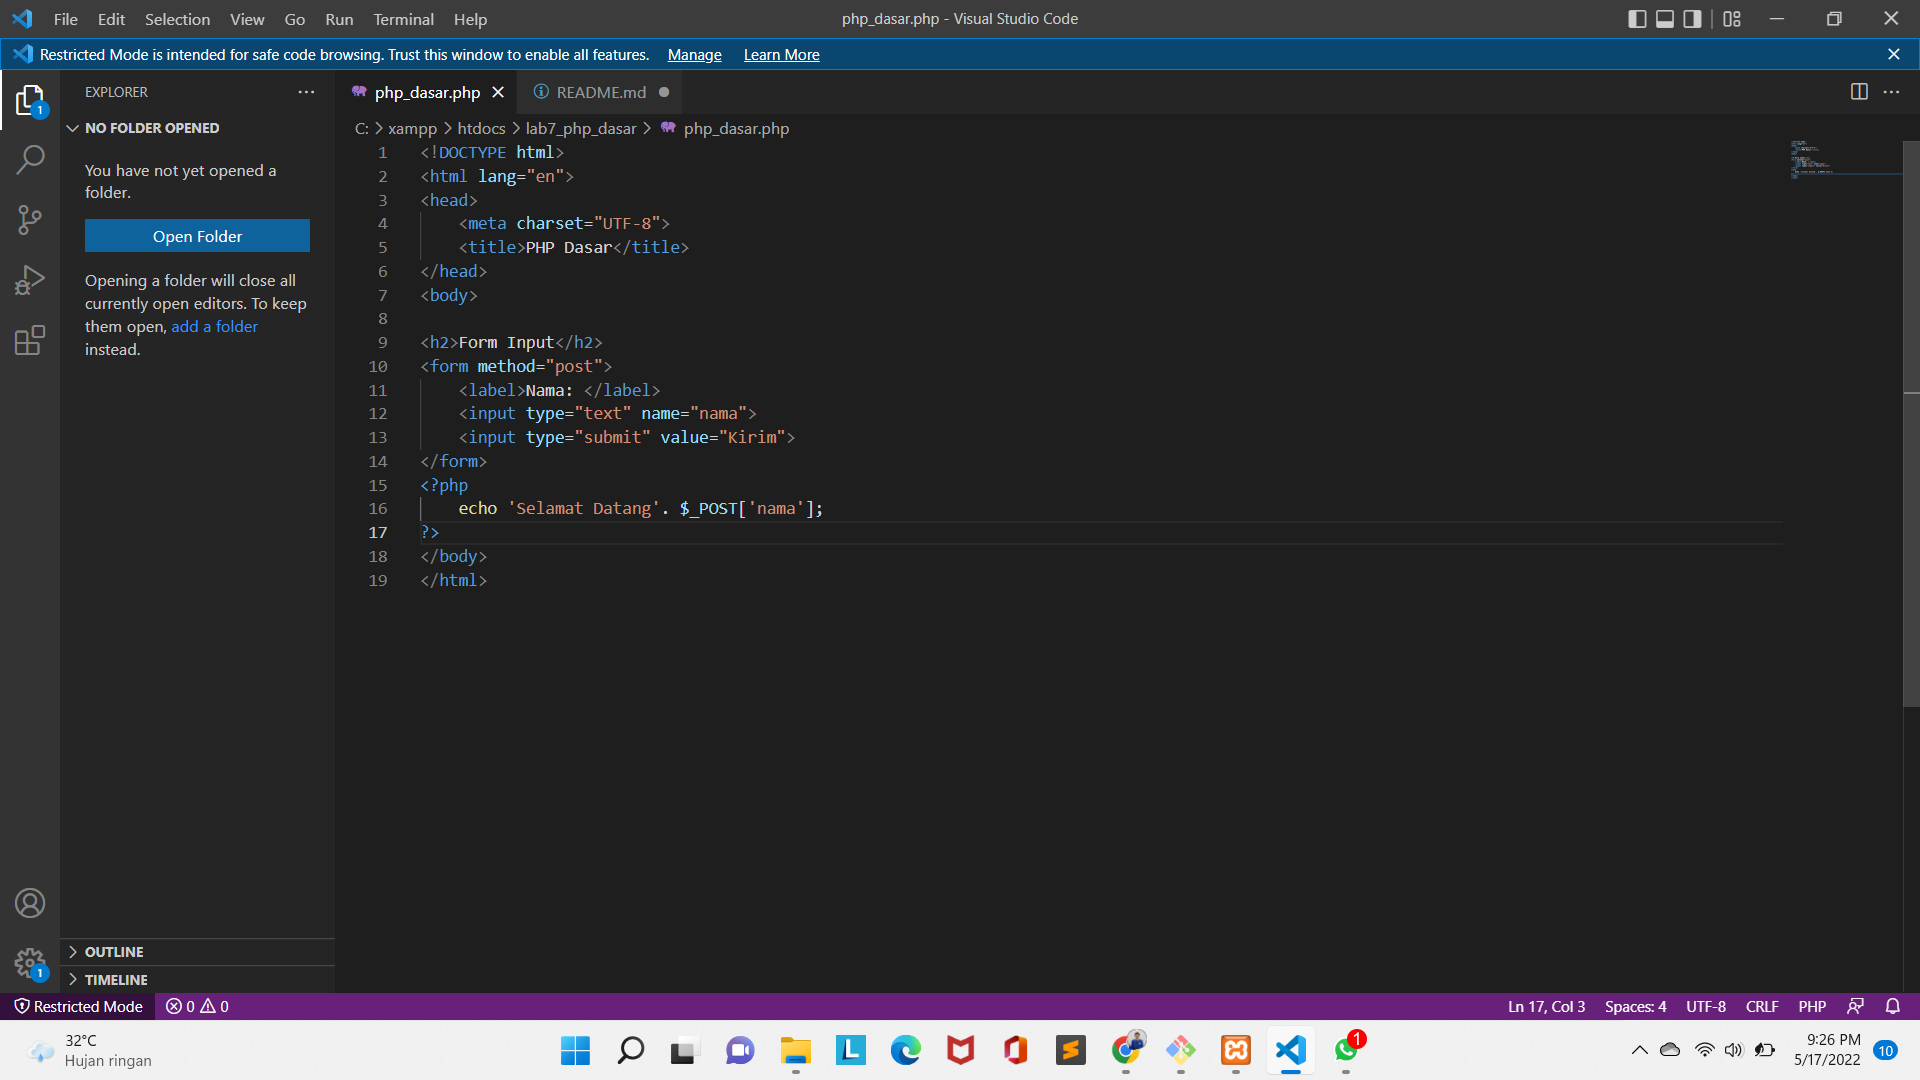 File Edit Selection View Go Run Terminal Help
php_dasar.php - Visual Studio Code
Restricted Mode is intended for safe code browsing. Trust this window to enable all features. Manage Learn More
1
EXPLORER
NO FOLDER OPENED
You have not yet opened a
folder.
Open Folder
Opening a folder will close all
currently open editors. To keep
them open, add a folder
instead.
OUTLINE
TIMELINE
1
php_dasar.php README.md
C: > xampp > htdocs > lab7_php_dasar > php_dasar.php
1 <!DOCTYPE html>
2 <html lang="en">
3 <head>
4 <meta charset="UTF-8">
5 <title>PHP Dasar</title>
6 </head>
7 <body>
8
9 <h2>Form Input</h2>
10 <form method="post">
11 <label>Nama: </label>
12 <input type="text" name="nama">
13 <input type="submit" value="Kirim">
14 </form>
15 <?php
16 echo 'Selamat Datang'. $_POST['nama'];
17 ?>
18 </body>
19 </html>
Restricted Mode 0 0
Ln 17, Col 3 Spaces: 4 UTF-8 CRLF PHP
32°C
Hujan ringan
L
1
9:26 PM
5/17/2022
10